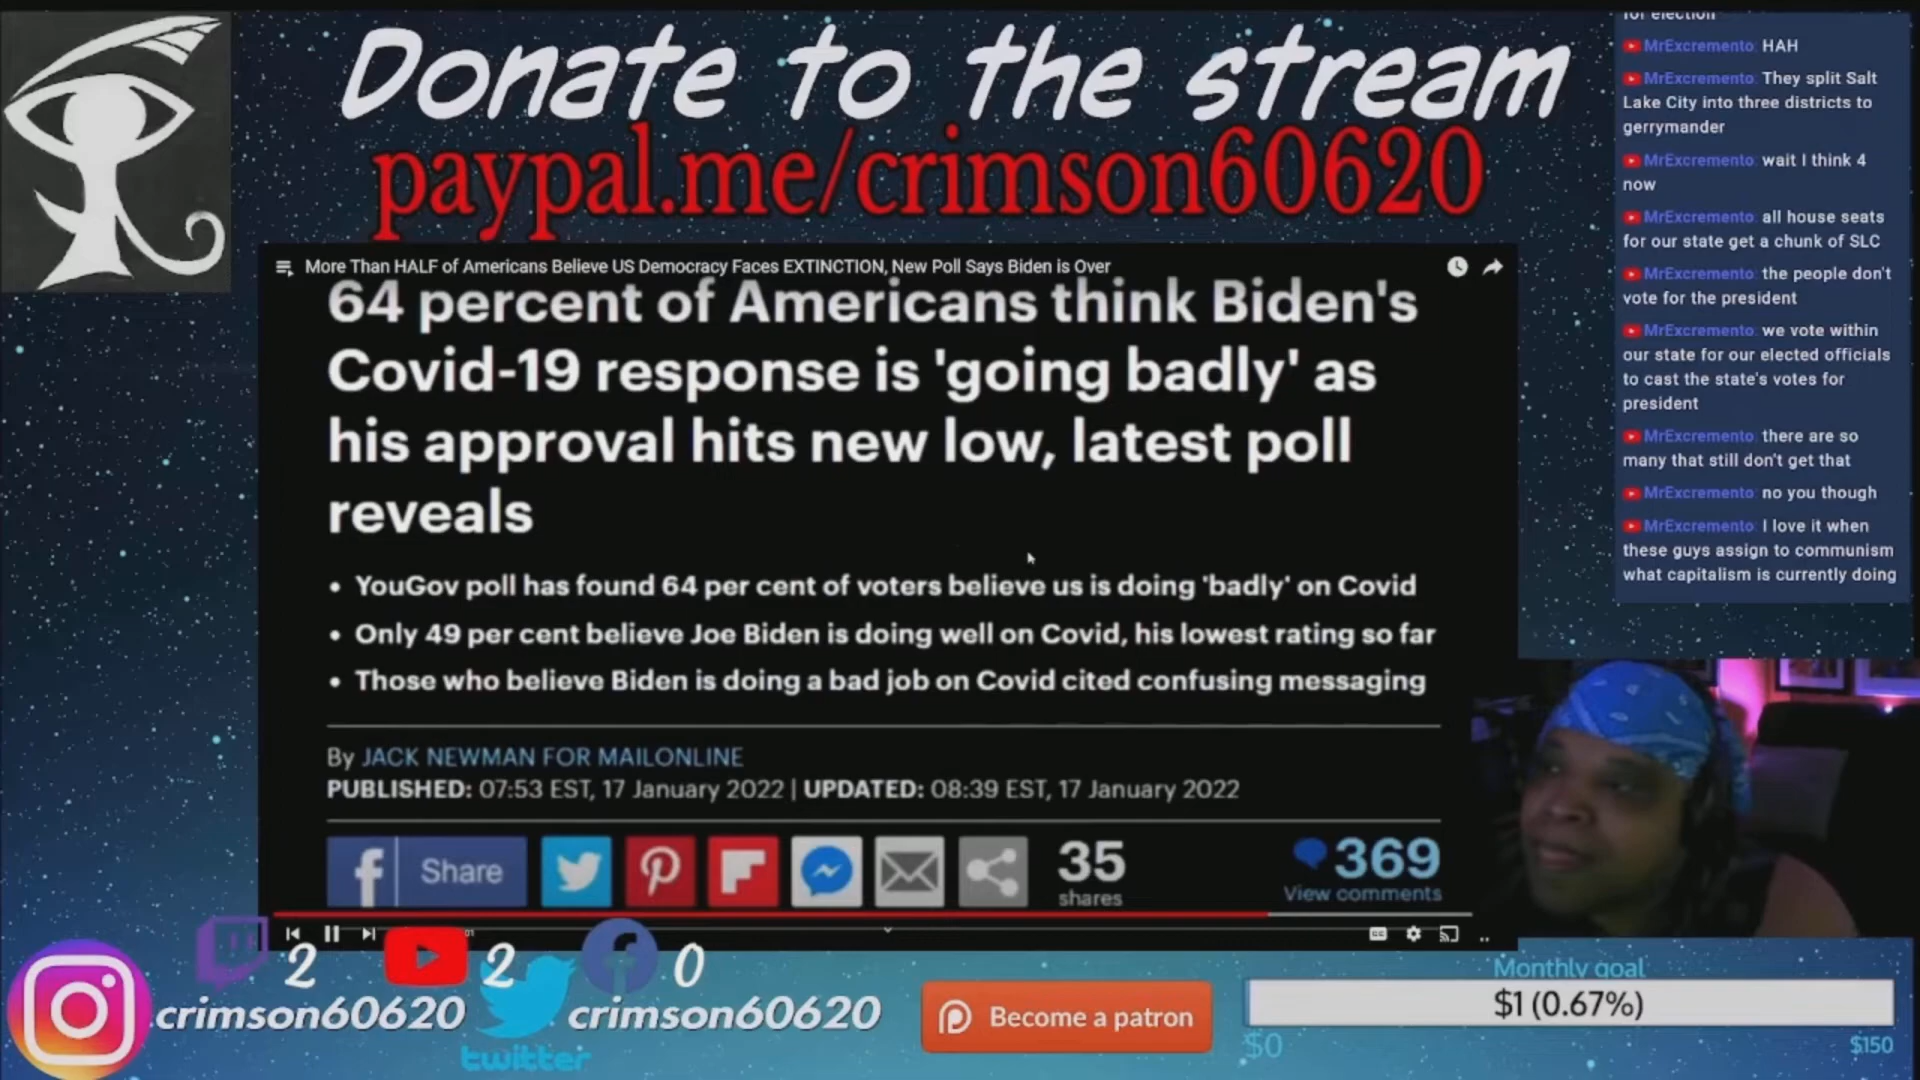 Donate to the stream
paypal.me/crimson60620
More Than HALF of Americans Believe US Democracy Faces EXTINCTION, New Poll Says Biden is Over
64 percent of Americans think Biden's
Covid-19 response is 'going badly' as
his approval hits new low, latest poll
reveals
• YouGov poll has found 64 per cent of voters believe us is doing 'badly' on Covid
• Only 49 per cent believe Joe Biden is doing well on Covid, his lowest rating so far
• Those who believe Biden is doing a bad job on Covid cited confusing messaging
By JACK NEWMAN FOR MAILONLINE
PUBLISHED: 07:53 EST, 17 January 2022 | UPDATED: 08:39 EST, 17 January 2022
Share
35
shares
369
View comments
for election
MrExcremento: HAH
MrExcremento: They split Salt
Lake City into three districts to
gerrymander
MrExcremento: wait I think 4
now
MrExcremento: all house seats
for our state get a chunk of SLC
MrExcremento: the people don't
vote for the president
MrExcremento: we vote within
our state for our elected officials
to cast the state's votes for
president
MrExcremento: there are so
many that still don't get that
MrExcremento: no you though
MrExcremento: I love it when
these guys assign to communism
what capitalism is currently doing
2
2
0
crimson60620
crimson60620
twitter
Become a patron
Monthly goal
$1 (0.67%)
$0
$150